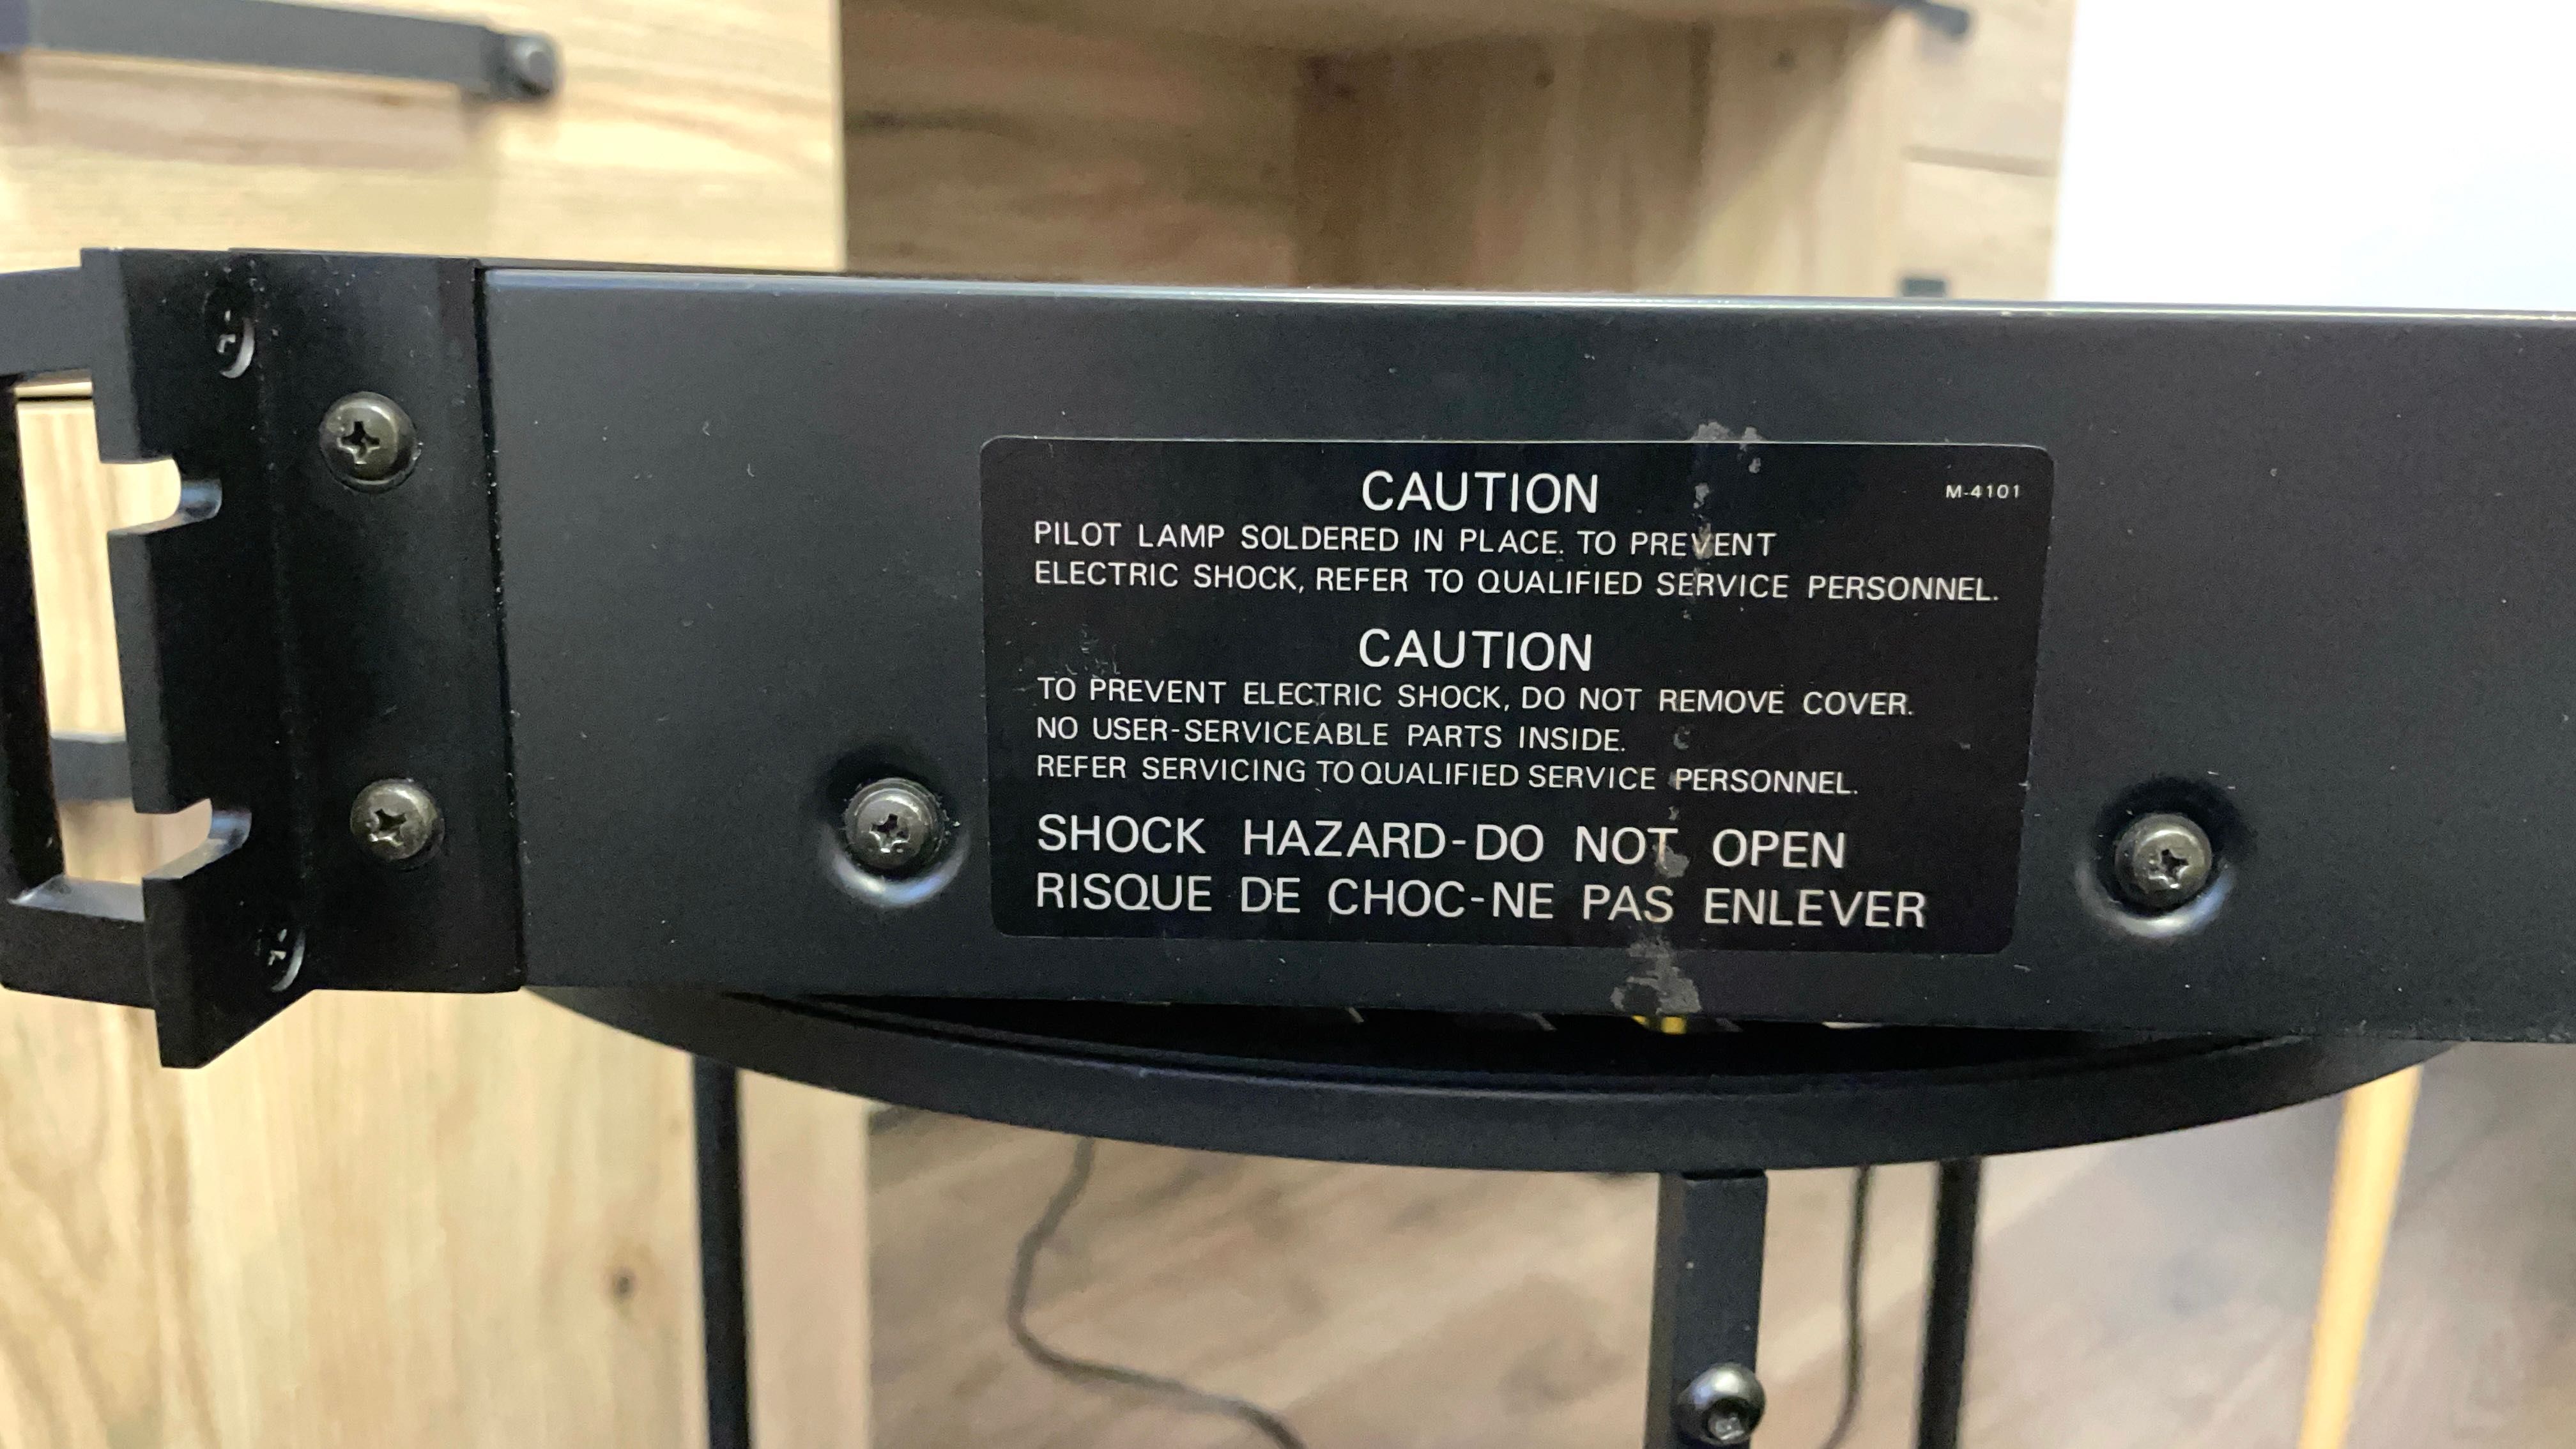 CAUTION
M-4101
PILOT LAMP SOLDERED IN PLACE. TO PREVENT
ELECTRIC SHOCK, REFER TO QUALIFIED SERVICE PERSONNEL.
CAUTION
TO PREVENT ELECTRIC SHOCK, DO NOT REMOVE COVER.
NO USER-SERVICEABLE PARTS INSIDE.
REFER SERVICING TO QUALIFIED SERVICE PERSONNEL.
SHOCK HAZARD-DO NOT OPEN
RISQUE DE CHOC-NE PAS ENLEVER